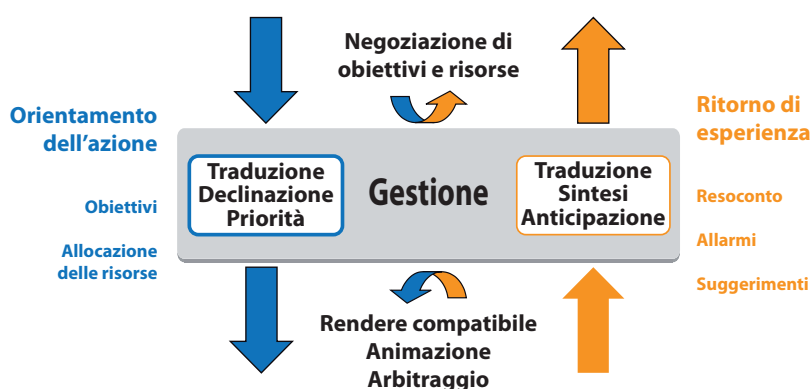 Negoziazione di
obiettivi e risorse
Orientamento
dell’azione
Ritorno di
esperienza
Traduzione
Declinazione
Priorità
Gestione
Traduzione
Sintesi
Anticipazione
Obiettivi
Allocazione
delle risorse
Resoconto
Allarmi
Suggerimenti
Rendere compatibile
Animazione
Arbitraggio